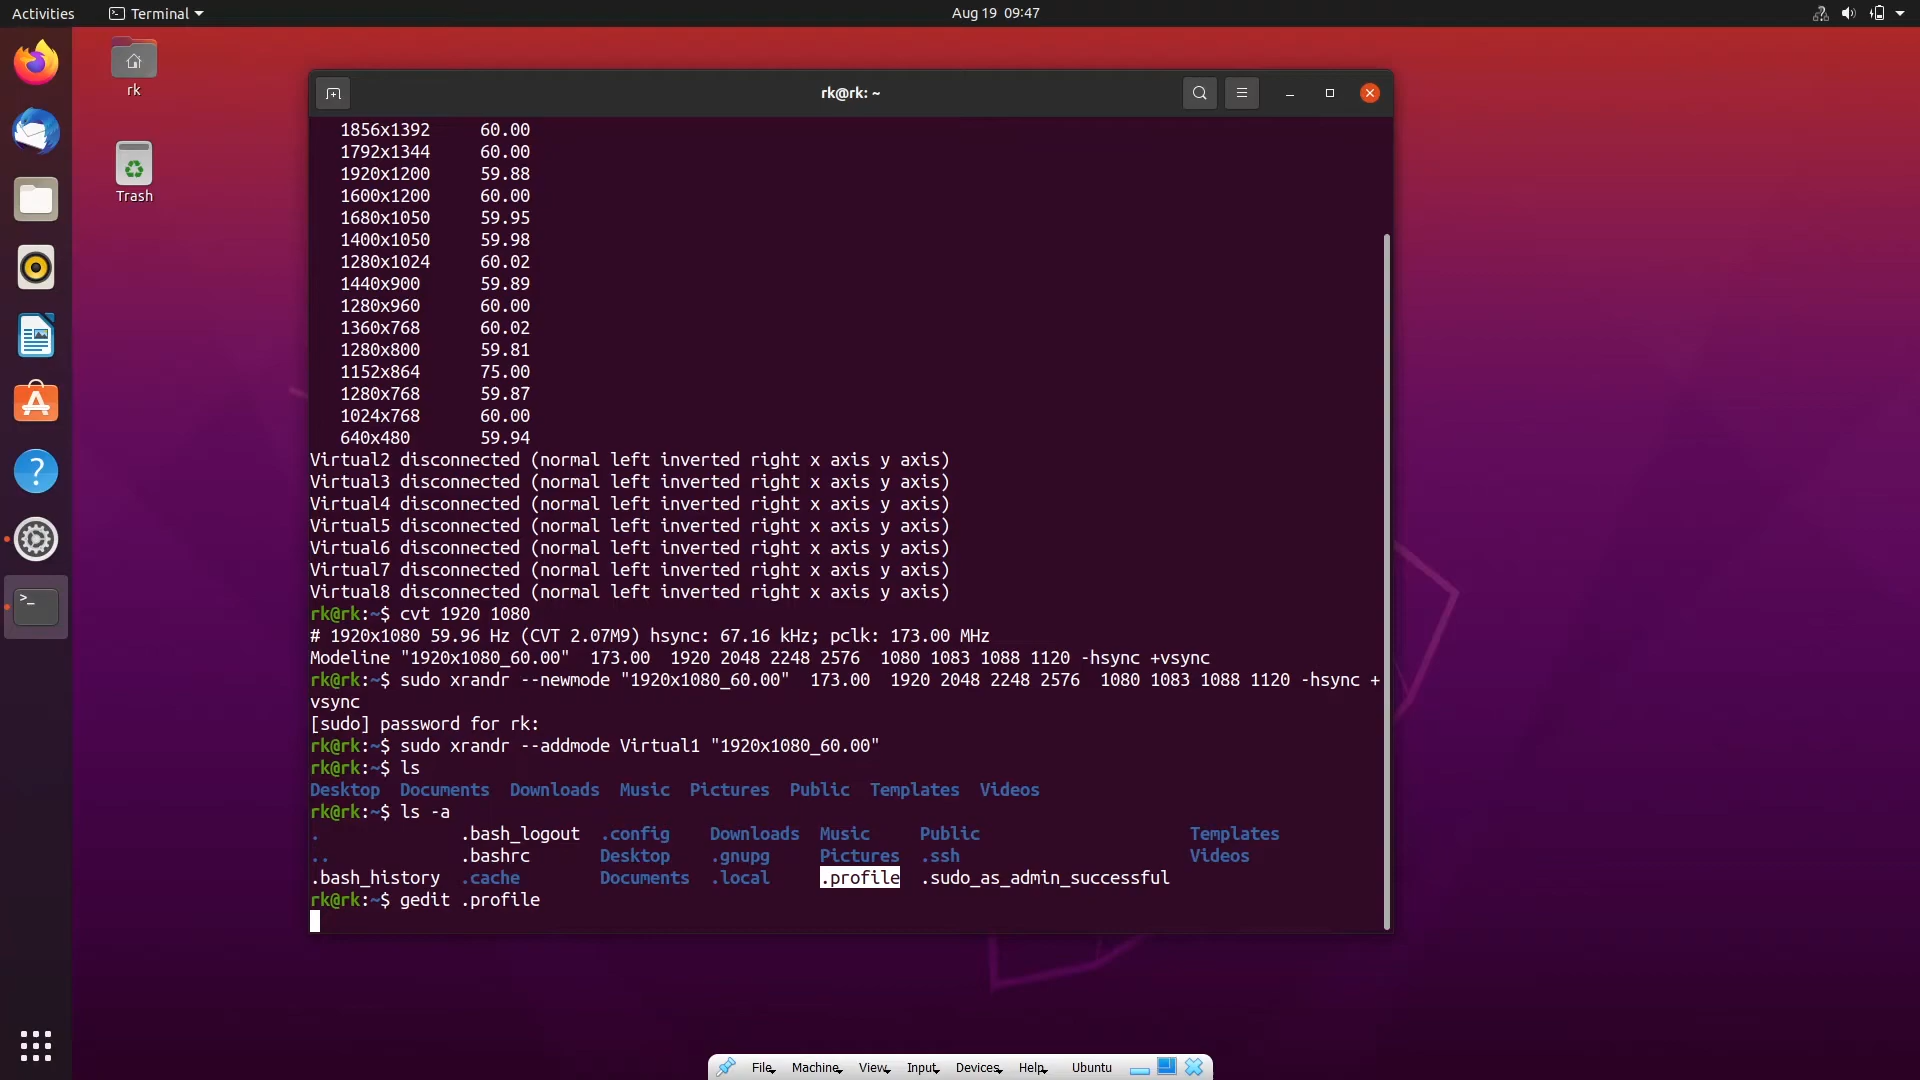 Activities Terminal Aug 19 09:47
rk
Trash
rk@rk: ~
1856x1392 60.00
1792x1344 60.00
1920x1200 59.88
1600x1200 60.00
1680x1050 59.95
1400x1050 59.98
1280x1024 60.02
1440x900 59.89
1280x960 60.00
1360x768 60.02
1280x800 59.81
1152x864 75.00
1280x768 59.87
1024x768 60.00
640x480 59.94
Virtual2 disconnected (normal left inverted right x axis y axis)
Virtual3 disconnected (normal left inverted right x axis y axis)
Virtual4 disconnected (normal left inverted right x axis y axis)
Virtual5 disconnected (normal left inverted right x axis y axis)
Virtual6 disconnected (normal left inverted right x axis y axis)
Virtual7 disconnected (normal left inverted right x axis y axis)
Virtual8 disconnected (normal left inverted right x axis y axis)
rk@rk:~$ cvt 1920 1080
# 1920x1080 59.96 Hz (CVT 2.07M9) hsync: 67.16 kHz; pclk: 173.00 MHz
Modeline "1920x1080_60.00"  173.00  1920 2048 2248 2576  1080 1083 1088 1120 -hsync +vsync
rk@rk:~$ sudo xrandr --newmode "1920x1080_60.00"  173.00  1920 2048 2248 2576  1080 1083 1088 1120 -hsync +
vsync
[sudo] password for rk:
rk@rk:~$ sudo xrandr --addmode Virtual1 "1920x1080_60.00"
rk@rk:~$ ls
Desktop Documents Downloads Music Pictures Public Templates Videos
rk@rk:~$ ls -a
. .bash_logout .config Downloads Music Public Templates
.. .bashrc Desktop .gnupg Pictures .ssh Videos
.bash_history .cache Documents .local .profile .sudo_as_admin_successful
rk@rk:~$ gedit .profile
File Machine View Input Devices Help Ubuntu